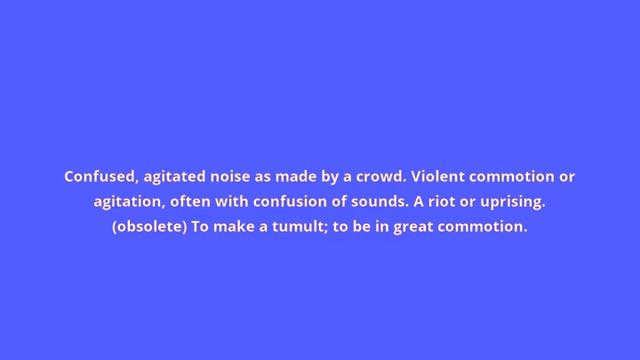 Confused, agitated noise as made by a crowd. Violent commotion or
agitation, often with confusion of sounds. A riot or uprising.
(obsolete) To make a tumult; to be in great commotion.